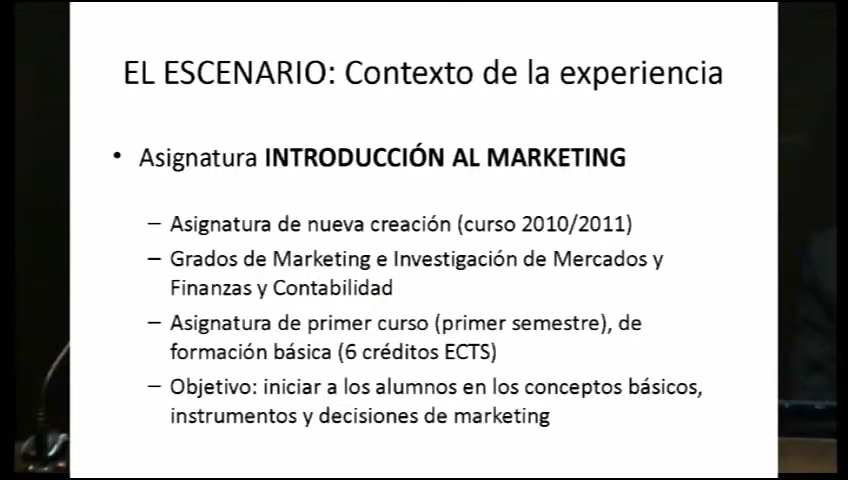 EL ESCENARIO: Contexto de la experiencia
• Asignatura INTRODUCCIÓN AL MARKETING
– Asignatura de nueva creación (curso 2010/2011)
– Grados de Marketing e Investigación de Mercados y
Finanzas y Contabilidad
– Asignatura de primer curso (primer semestre), de
formación básica (6 créditos ECTS)
– Objetivo: iniciar a los alumnos en los conceptos básicos,
instrumentos y decisiones de marketing